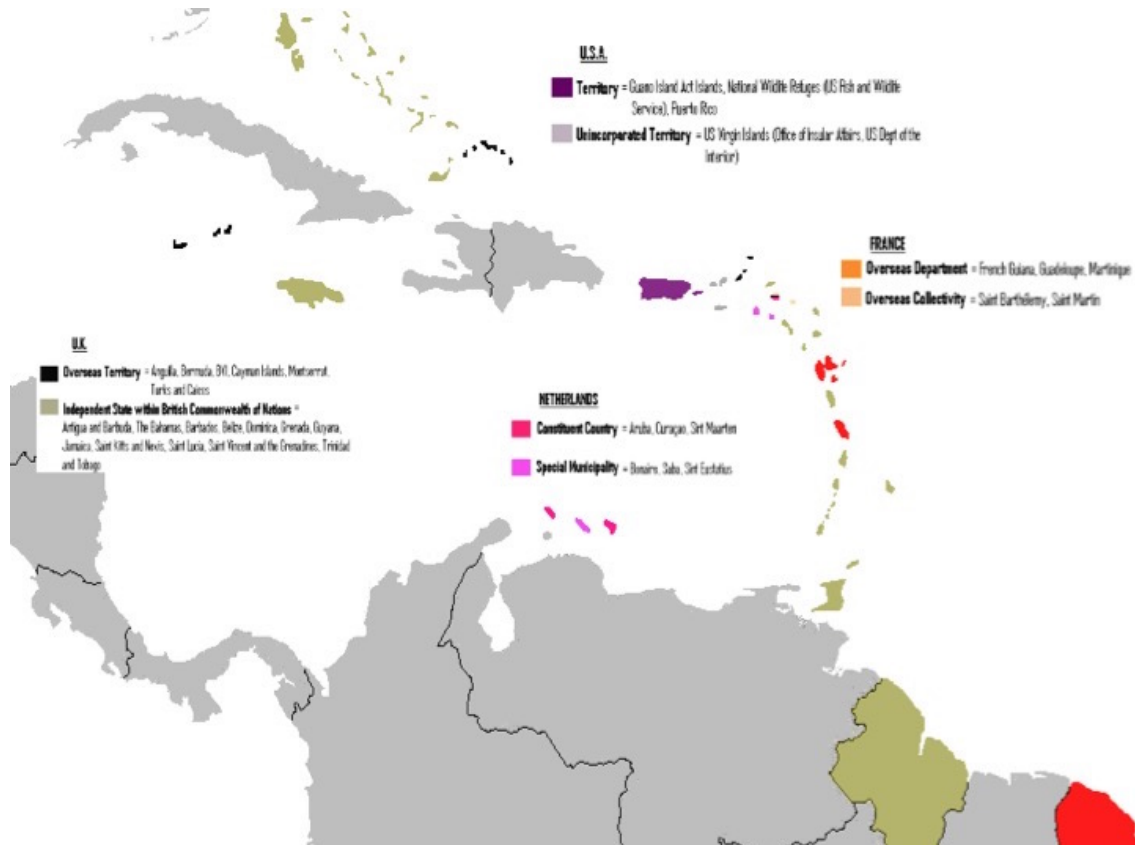 U.S.A.
Territory = Guano Island Act Islands, National Wildlife Refuges (US Fish and Wildlife
Service), Puerto Rico
Unincorporated Territory = US Virgin Islands (Office of Insular Affairs, US Dept of the
Interior)
FRANCE
Overseas Department = French Guiana, Guadeloupe, Martinique
Overseas Collectivity = Saint Barthélemy, Saint Martin
U.K.
Overseas Territory = Anguilla, Bermuda, BVI, Cayman Islands, Montserrat,
Turks and Caicos
Independent State within British Commonwealth of Nations =
Antigua and Barbuda, The Bahamas, Barbados, Belize, Dominica, Grenada, Guyana,
Jamaica, Saint Kitts and Nevis, Saint Lucia, Saint Vincent and the Grenadines, Trinidad
and Tobago
NETHERLANDS
Constituent Country = Aruba, Curaçao, Sint Maarten
Special Municipality = Bonaire, Saba, Sint Eustatius